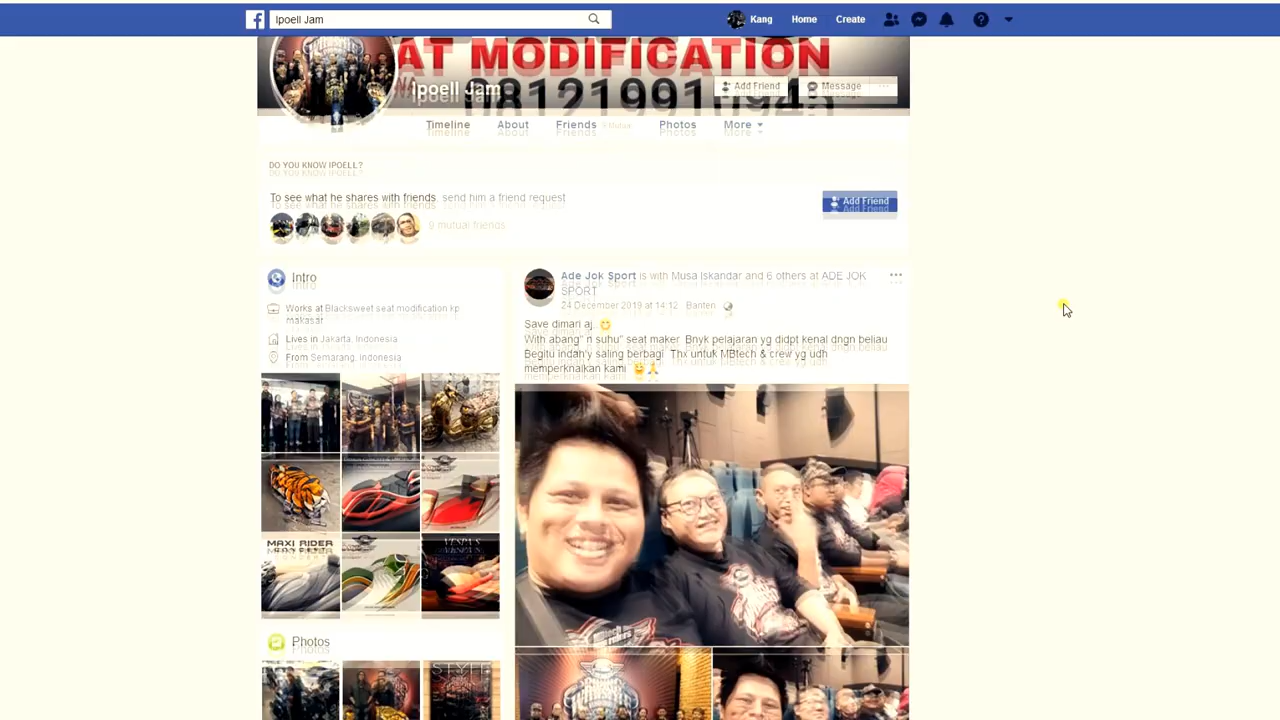 Ipoell Jam
Kang Home Create
AT MODIFICATION
Ipoell Jam
Add Friend Message
Timeline About Friends 9 Mutual Photos More
DO YOU KNOW IPOELL?
To see what he shares with friends, send him a friend request
Add Friend
9 mutual friends
Intro
Works at Blacksweet seat modification kp
makasar
Lives in Jakarta, Indonesia
From Semarang, Indonesia
Ade Jok Sport is with Musa Iskandar and 6 others at ADE JOK
SPORT
24 December 2019 at 14:12 Banten
Save dimari aj..
With abang" n suhu" seat maker Bnyk pelajaran yg didpt kenal dngn beliau
Begitu indah'y saling berbagi Thx untuk MBtech & crew yg udh
memperknalkan kami
MAXI RIDER
Photos
STYLE